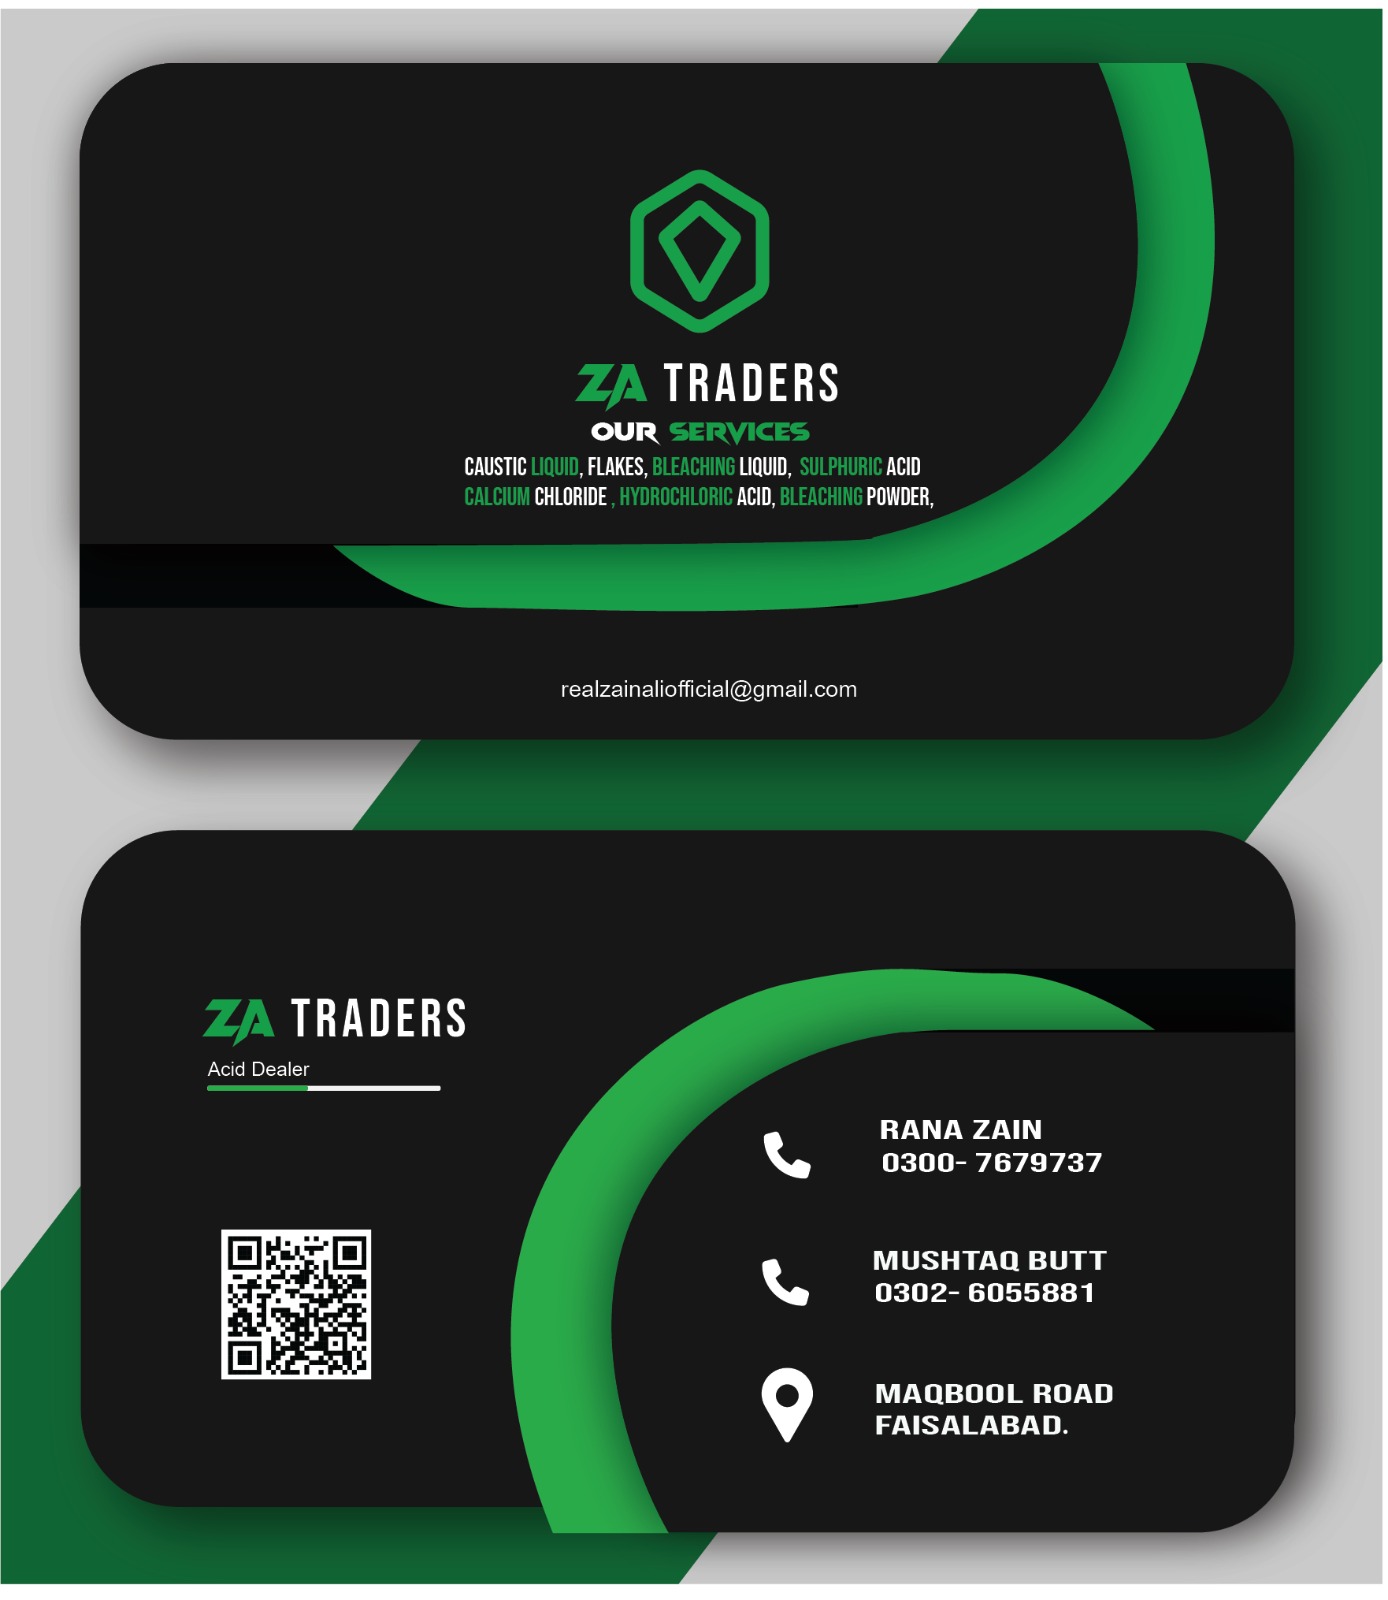 ZA TRADERS
OUR SERVICES
CAUSTIC LIQUID, FLAKES, BLEACHING LIQUID, SULPHURIC ACID
CALCIUM CHLORIDE , HYDROCHLORIC ACID, BLEACHING POWDER,
realzainaliofficial@gmail.com
ZA TRADERS
Acid Dealer
RANA ZAIN
0300- 7679737
MUSHTAQ BUTT
0302- 6055881
MAQBOOL ROAD
FAISALABAD.